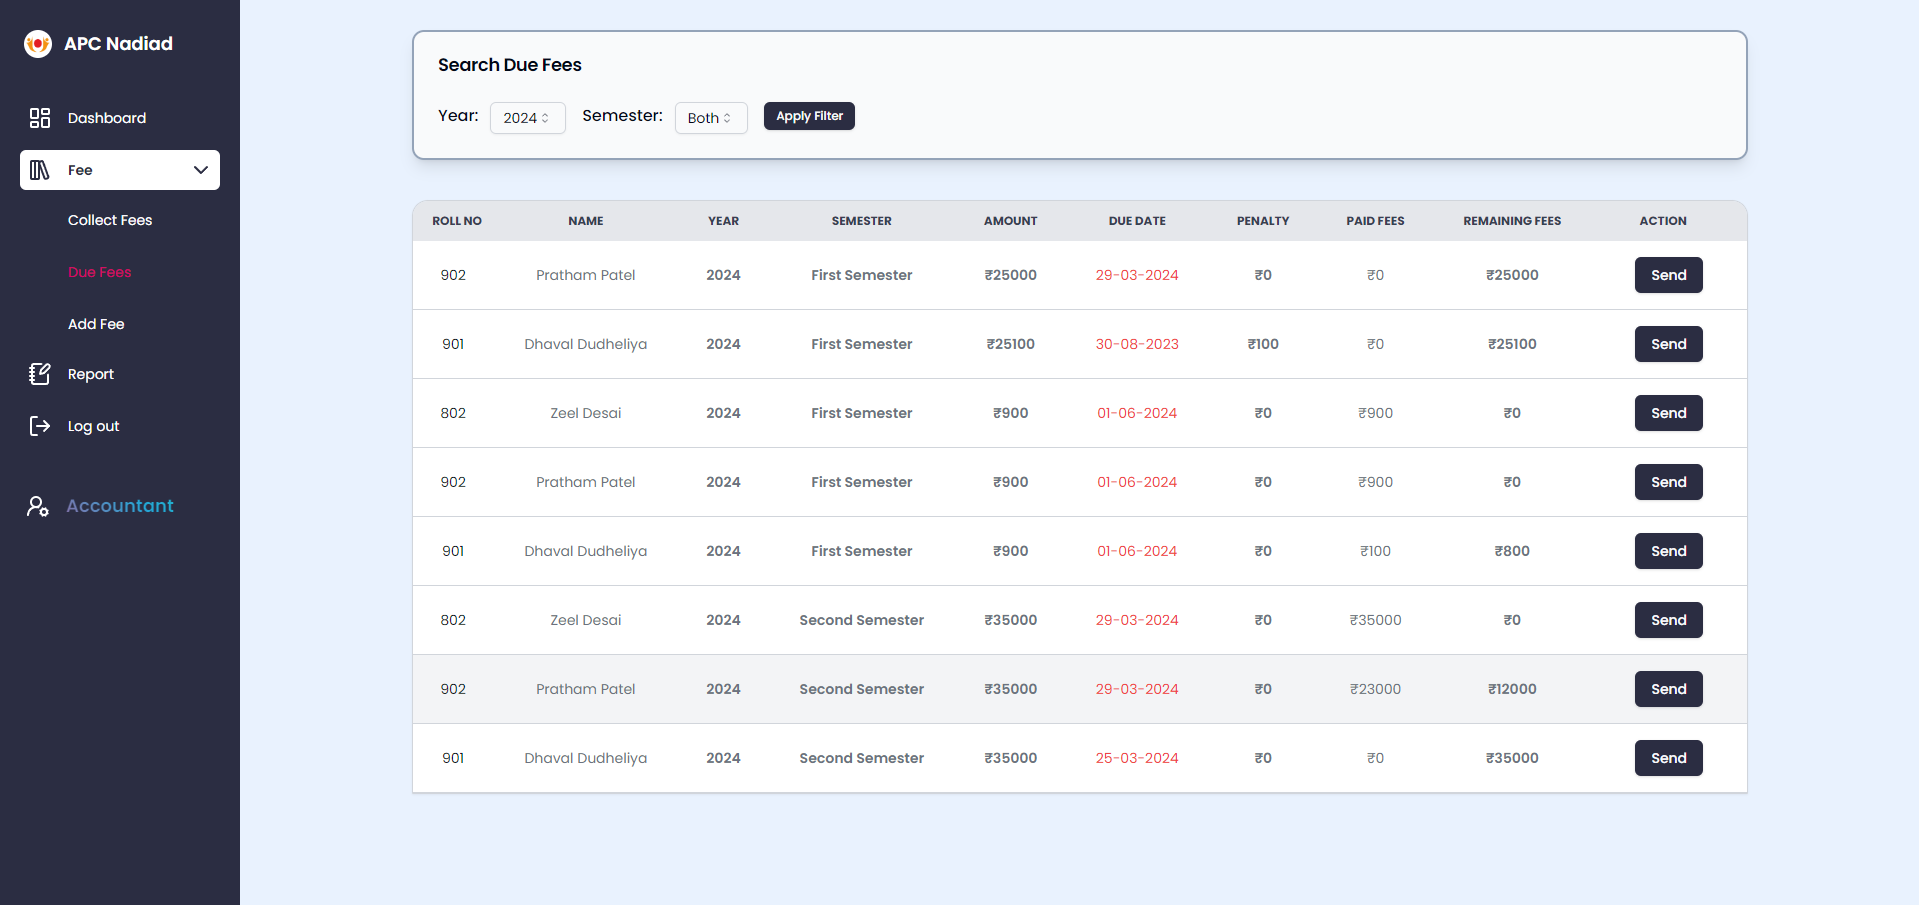 APC Nadiad
Dashboard
Fee
Collect Fees
Due Fees
Add Fee
Report
Log out
Accountant
Search Due Fees
Year: 2024 Semester: Both Apply Filter
ROLL NO NAME YEAR SEMESTER AMOUNT DUE DATE PENALTY PAID FEES REMAINING FEES ACTION
902 Pratham Patel 2024 First Semester ₹25000 29-03-2024 ₹0 ₹0 ₹25000 Send
901 Dhaval Dudheliya 2024 First Semester ₹25100 30-08-2023 ₹100 ₹0 ₹25100 Send
802 Zeel Desai 2024 First Semester ₹900 01-06-2024 ₹0 ₹900 ₹0 Send
902 Pratham Patel 2024 First Semester ₹900 01-06-2024 ₹0 ₹900 ₹0 Send
901 Dhaval Dudheliya 2024 First Semester ₹900 01-06-2024 ₹0 ₹100 ₹800 Send
802 Zeel Desai 2024 Second Semester ₹35000 29-03-2024 ₹0 ₹35000 ₹0 Send
902 Pratham Patel 2024 Second Semester ₹35000 29-03-2024 ₹0 ₹23000 ₹12000 Send
901 Dhaval Dudheliya 2024 Second Semester ₹35000 25-03-2024 ₹0 ₹0 ₹35000 Send